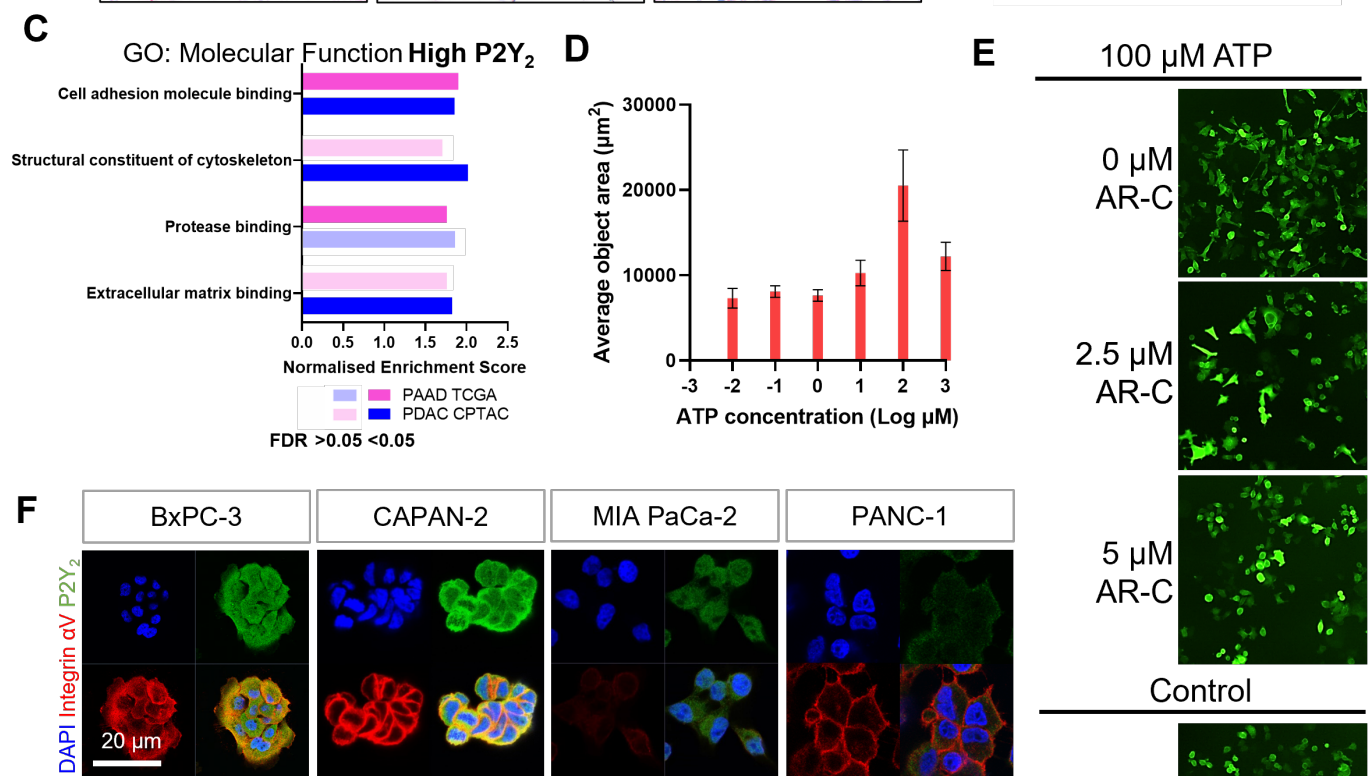 C
GO: Molecular Function High P2Y₂
Cell adhesion molecule binding
Structural constituent of cytoskeleton
Protease binding
Extracellular matrix binding
0.0 0.5 1.0 1.5 2.0 2.5
Normalised Enrichment Score
PAAD TCGA
PDAC CPTAC
FDR >0.05 <0.05
D
Average object area (µm²)
30000
20000
10000
0
-3 -2 -1 0 1 2 3
ATP concentration (Log µM)
E
100 µM ATP
0 µM
AR-C
2.5 µM
AR-C
5 µM
AR-C
Control
F
BxPC-3
CAPAN-2
MIA PaCa-2
PANC-1
DAPI Integrin αV P2Y₂
20 µm